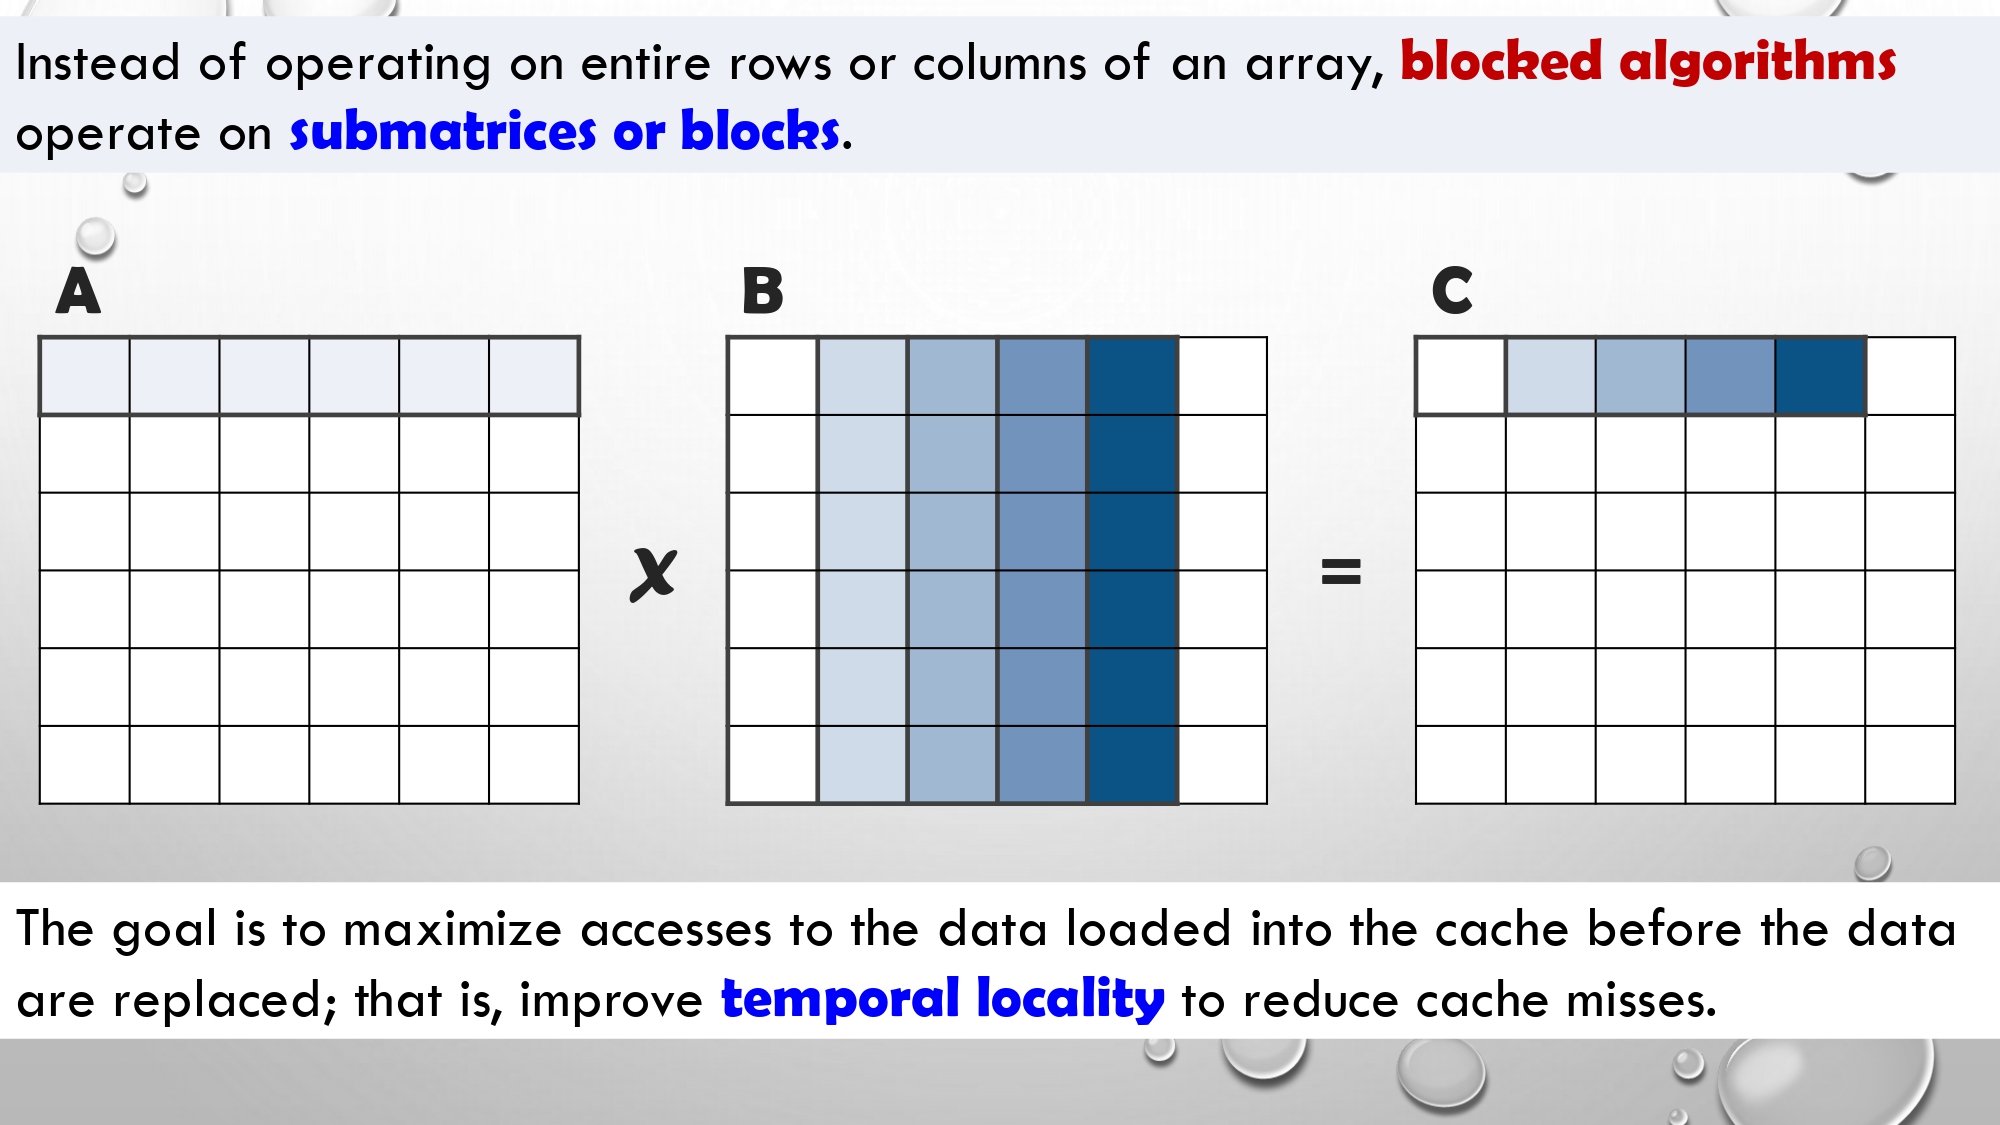 Instead of operating on entire rows or columns of an array, blocked algorithms
operate on submatrices or blocks.
A
B
C
x
=
The goal is to maximize accesses to the data loaded into the cache before the data
are replaced; that is, improve temporal locality to reduce cache misses.